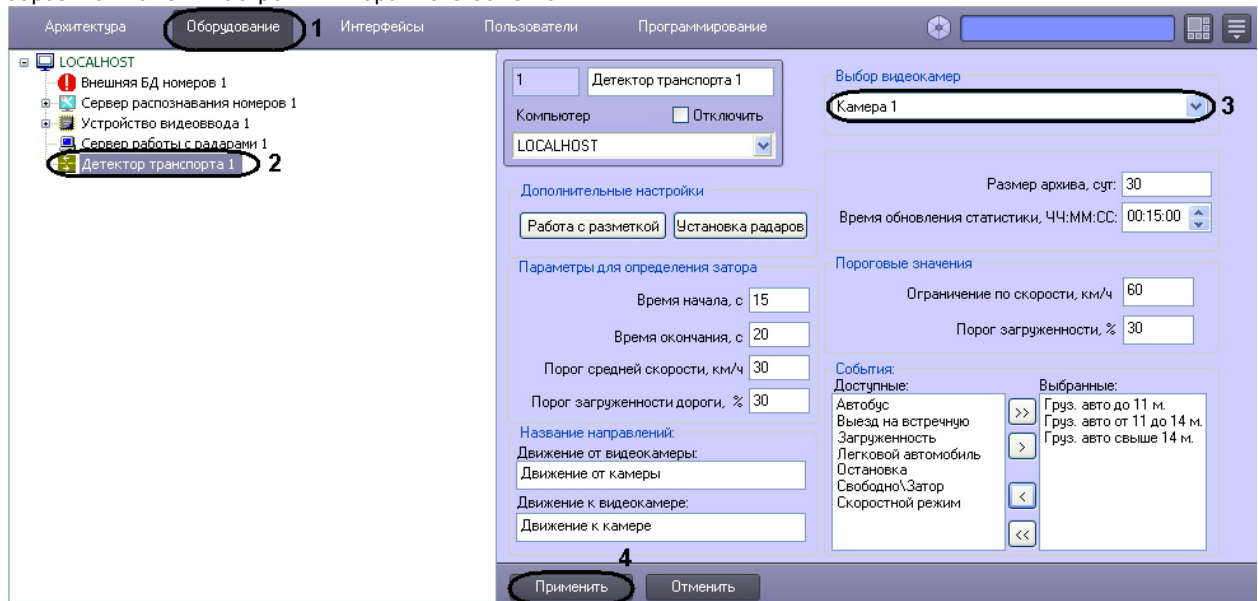 Архитектура Оборудование 1 Интерфейсы Пользователи Программирование
LOCALHOST
Внешняя БД номеров 1
Сервер распознавания номеров 1
Устройство видеоввода 1
Сервер работы с радарами 1
Детектор транспорта 1 2
1 Детектор транспорта 1
Компьютер Отключить
LOCALHOST
Дополнительные настройки
Работа с разметкой Установка радаров
Параметры для определения затора
Время начала, с 15
Время окончания, с 20
Порог средней скорости, км/ч 30
Порог загруженности дороги, % 30
Название направлений:
Движение от видеокамеры:
Движение от камеры
Движение к видеокамере:
Движение к камере
Выбор видеокамер
Камера 1 3
Размер архива, сут: 30
Время обновления статистики, ЧЧ:ММ:СС: 00:15:00
Пороговые значения
Ограничение по скорости, км/ч 60
Порог загруженности, % 30
События:
Доступные:
Автобус
Выезд на встречную
Загруженность
Легковой автомобиль
Остановка
Свободно\Затор
Скоростной режим
>>
>
<
<<
Выбранные:
Груз. авто до 11 м.
Груз. авто от 11 до 14 м.
Груз. авто свыше 14 м.
4
Применить Отменить